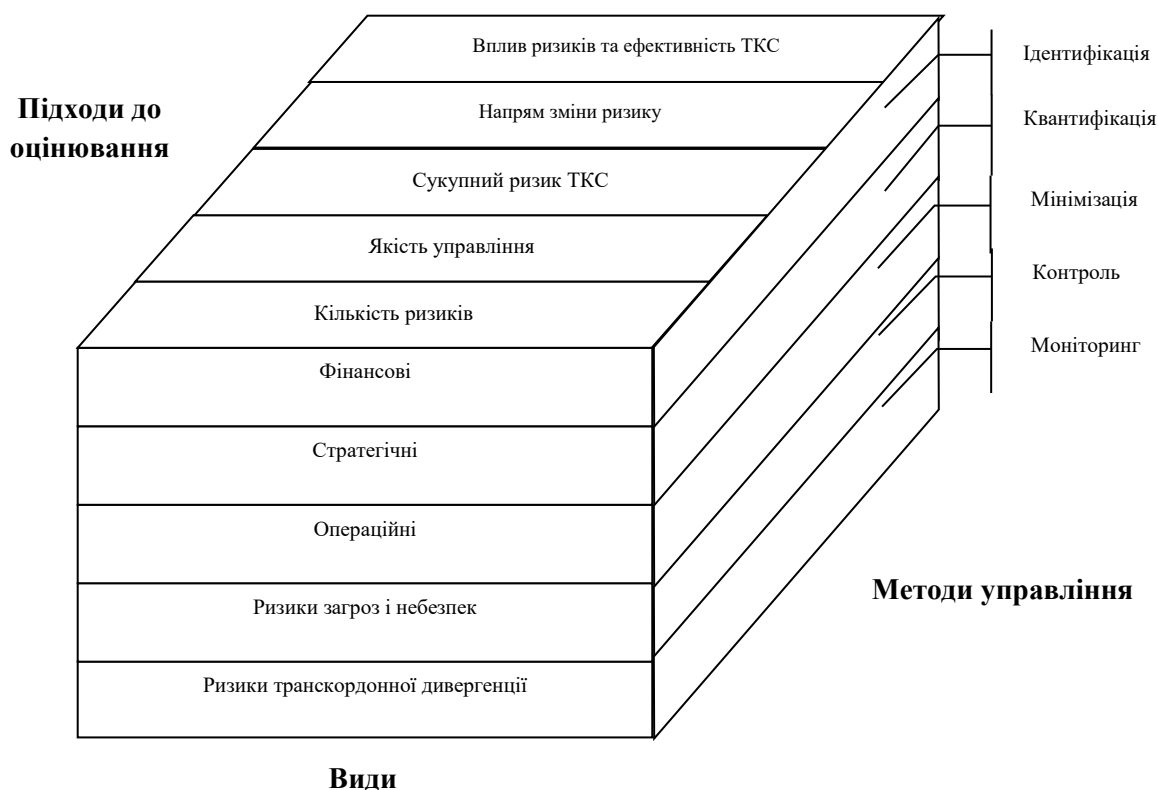 Вплив ризиків та ефективність ТКС
Ідентифікація
Підходи до
оцінювання
Напрям зміни ризику
Квантифікація
Сукупний ризик ТКС
Мінімізація
Якість управління
Контроль
Кількість ризиків
Моніторинг
Фінансові
Стратегічні
Операційні
Ризики загроз і небезпек
Методи управління
Ризики транскордонної дивергенції
Види